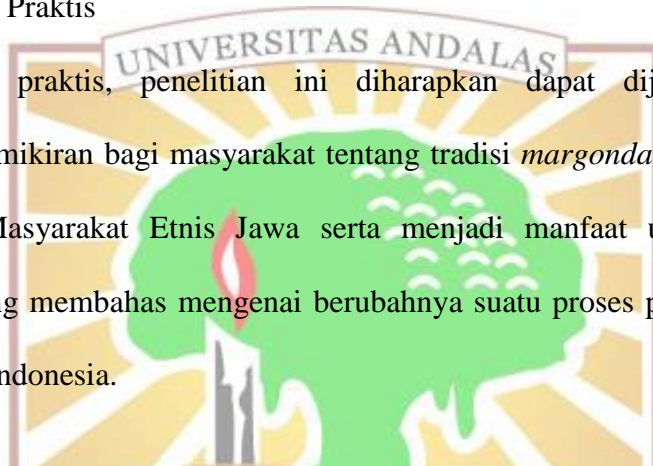 Praktis
UNIVERSITAS ANDALAS
praktis, penelitian ini diharapkan dapat dij
mikiran bagi masyarakat tentang tradisi margonda
Masyarakat Etnis Jawa serta menjadi manfaat u
ng membahas mengenai berubahnya suatu proses p
ndonesia.